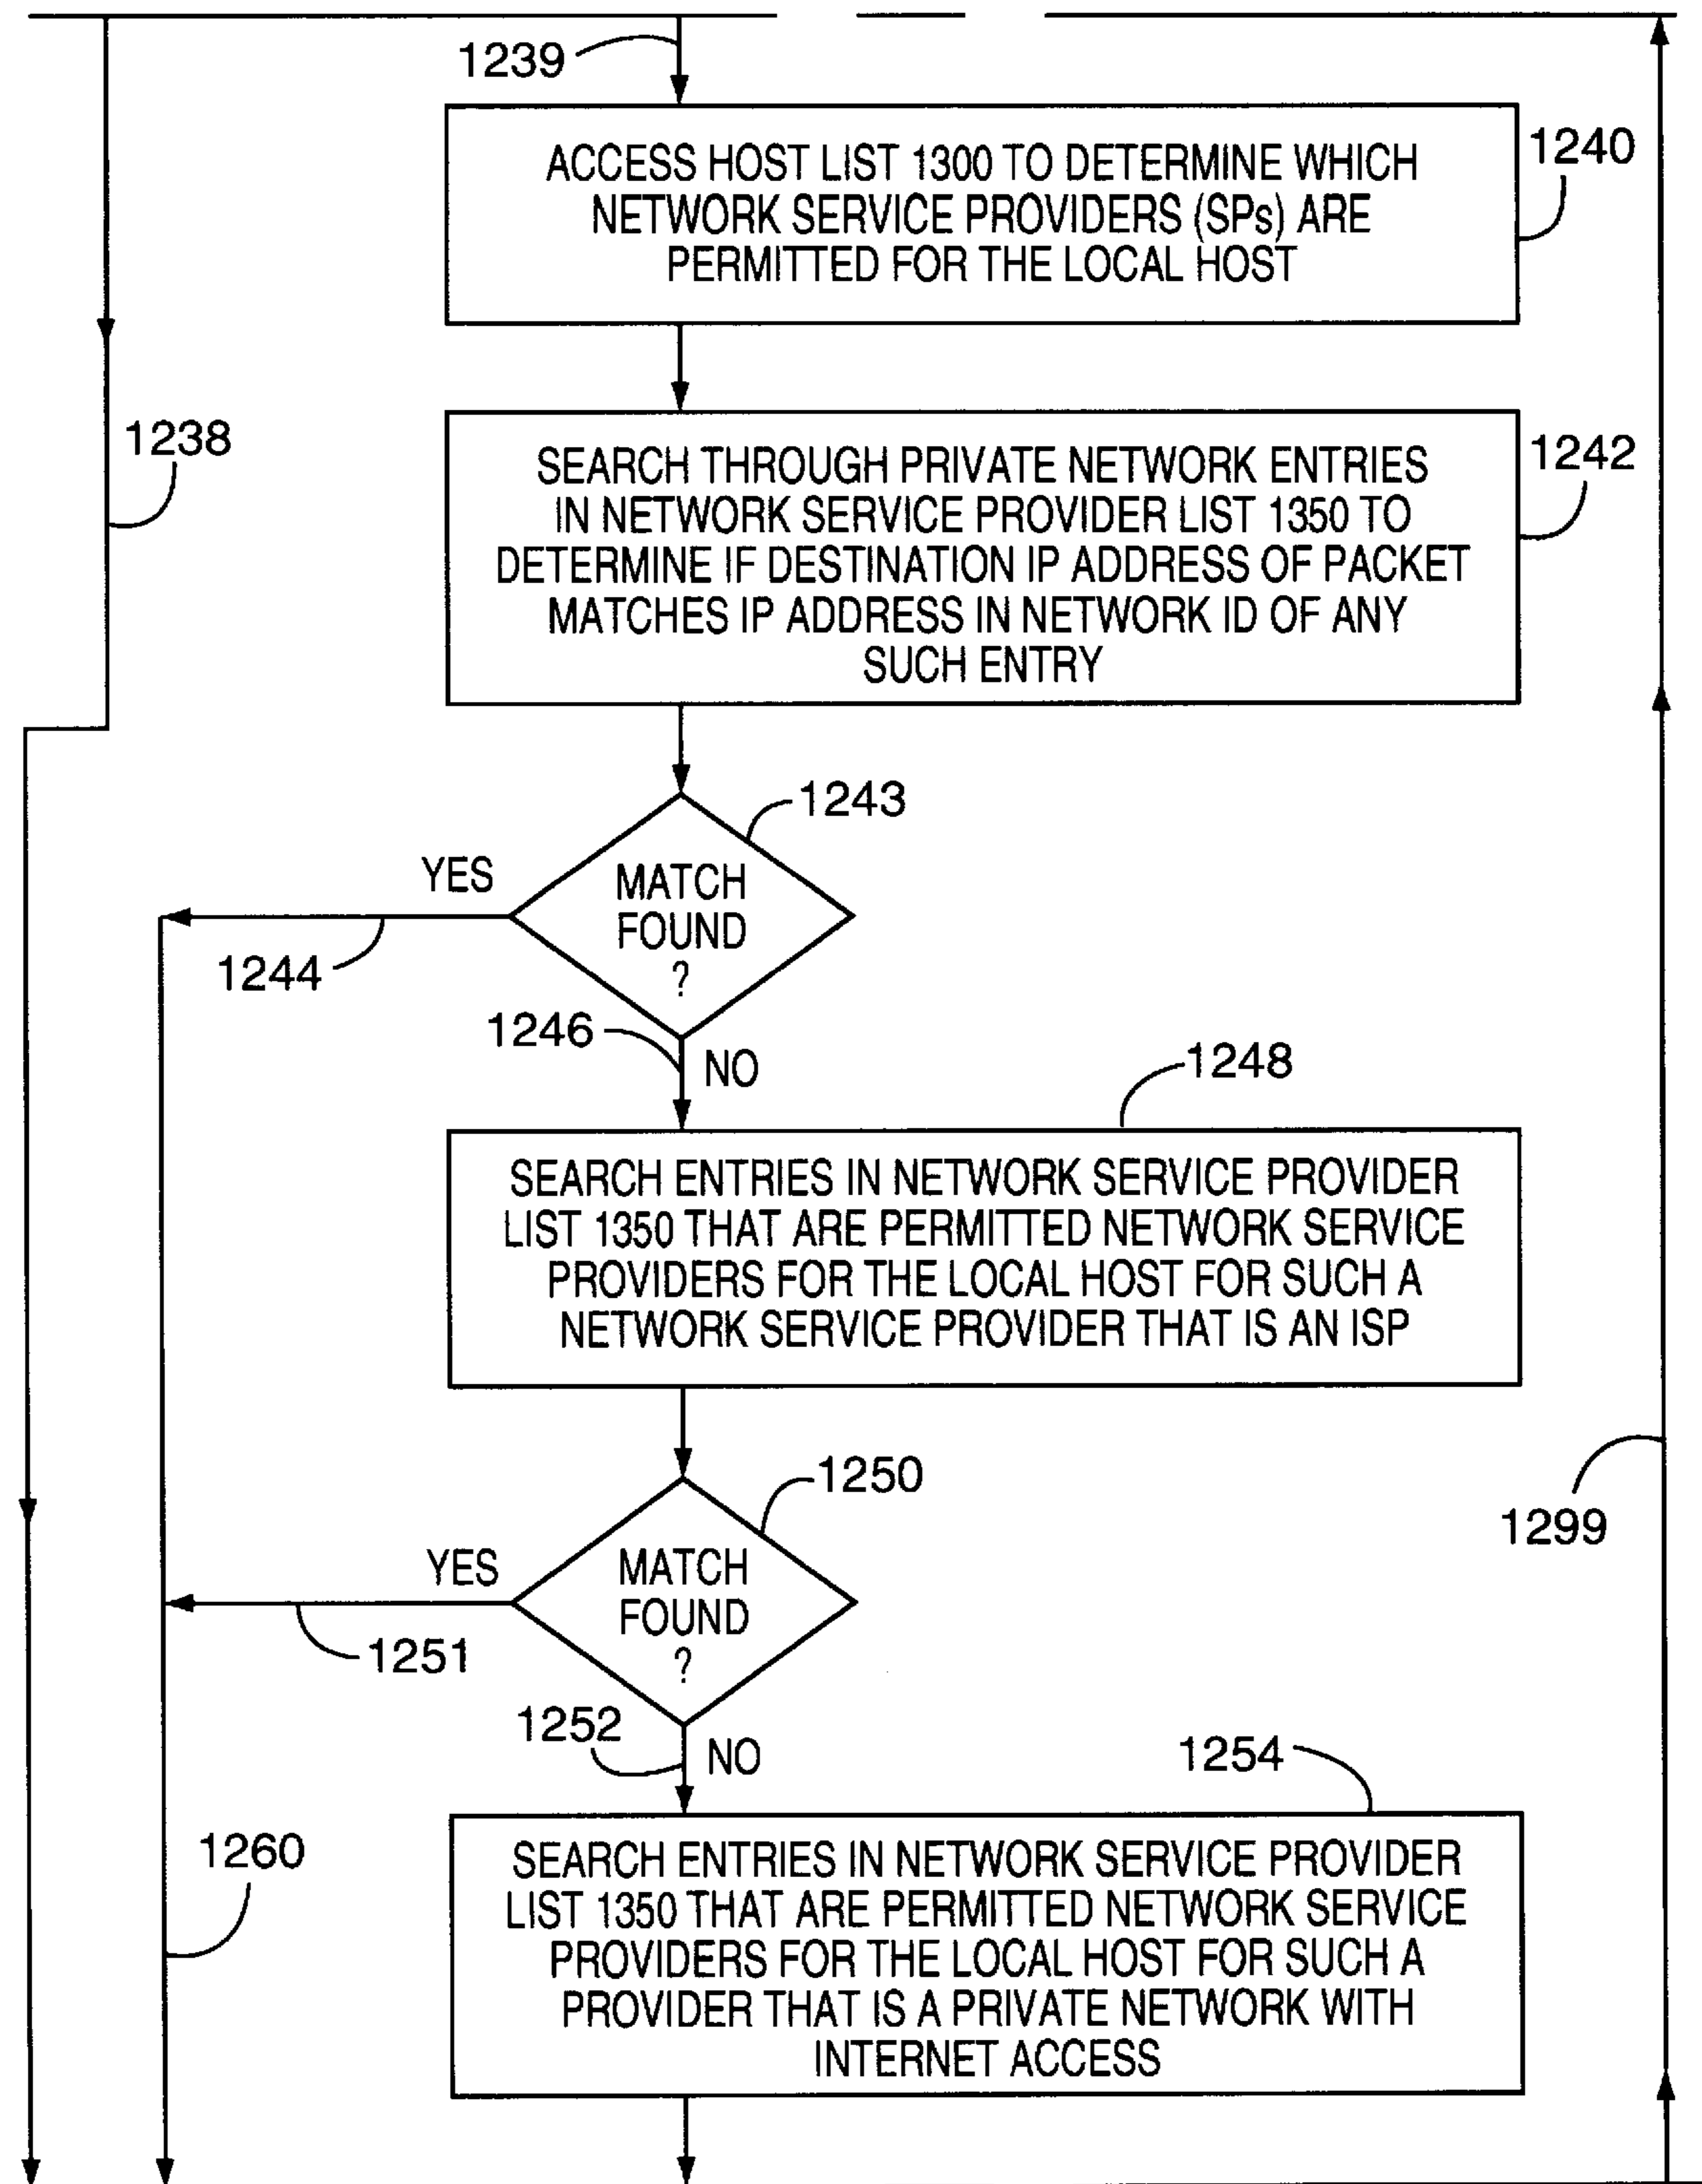 1239
ACCESS HOST LIST 1300 TO DETERMINE WHICH
NETWORK SERVICE PROVIDERS (SPs) ARE
PERMITTED FOR THE LOCAL HOST
1240
1238
SEARCH THROUGH PRIVATE NETWORK ENTRIES
IN NETWORK SERVICE PROVIDER LIST 1350 TO
DETERMINE IF DESTINATION IP ADDRESS OF PACKET
MATCHES IP ADDRESS IN NETWORK ID OF ANY
SUCH ENTRY
1242
1243
YES
MATCH
FOUND
?
1244
1246
NO
1248
SEARCH ENTRIES IN NETWORK SERVICE PROVIDER
LIST 1350 THAT ARE PERMITTED NETWORK SERVICE
PROVIDERS FOR THE LOCAL HOST FOR SUCH A
NETWORK SERVICE PROVIDER THAT IS AN ISP
1250
1299
YES
MATCH
FOUND
?
1251
1252
NO
1254
1260
SEARCH ENTRIES IN NETWORK SERVICE PROVIDER
LIST 1350 THAT ARE PERMITTED NETWORK SERVICE
PROVIDERS FOR THE LOCAL HOST FOR SUCH A
PROVIDER THAT IS A PRIVATE NETWORK WITH
INTERNET ACCESS